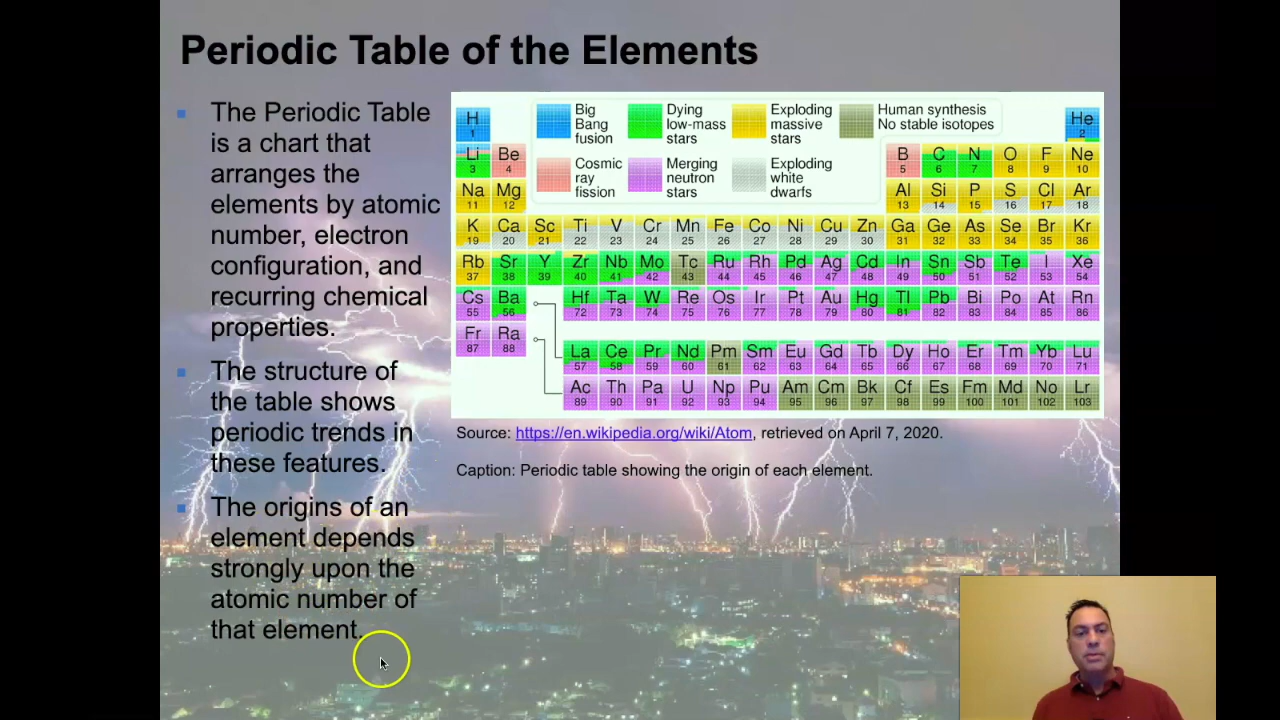 Periodic Table of the Elements
The Periodic Table
is a chart that
arranges the
elements by atomic
number, electron
configuration, and
recurring chemical
properties.
The structure of
the table shows
periodic trends in
these features.
The origins of an
element depends
strongly upon the
atomic number of
that element.
Big Bang fusion
Dying low-mass stars
Exploding massive stars
Human synthesis No stable isotopes
Cosmic ray fission
Merging neutron stars
Exploding white dwarfs
H He
1 2
Li Be B C N O F Ne
3 4 5 6 7 8 9 10
Na Mg Al Si P S Cl Ar
11 12 13 14 15 16 17 18
K Ca Sc Ti V Cr Mn Fe Co Ni Cu Zn Ga Ge As Se Br Kr
19 20 21 22 23 24 25 26 27 28 29 30 31 32 33 34 35 36
Rb Sr Y Zr Nb Mo Tc Ru Rh Pd Ag Cd In Sn Sb Te I Xe
37 38 39 40 41 42 43 44 45 46 47 48 49 50 51 52 53 54
Cs Ba Hf Ta W Re Os Ir Pt Au Hg Tl Pb Bi Po At Rn
55 56 72 73 74 75 76 77 78 79 80 81 82 83 84 85 86
Fr Ra
87 88
La Ce Pr Nd Pm Sm Eu Gd Tb Dy Ho Er Tm Yb Lu
57 58 59 60 61 62 63 64 65 66 67 68 69 70 71
Ac Th Pa U Np Pu Am Cm Bk Cf Es Fm Md No Lr
89 90 91 92 93 94 95 96 97 98 99 100 101 102 103
Source: https://en.wikipedia.org/wiki/Atom, retrieved on April 7, 2020.
Caption: Periodic table showing the origin of each element.